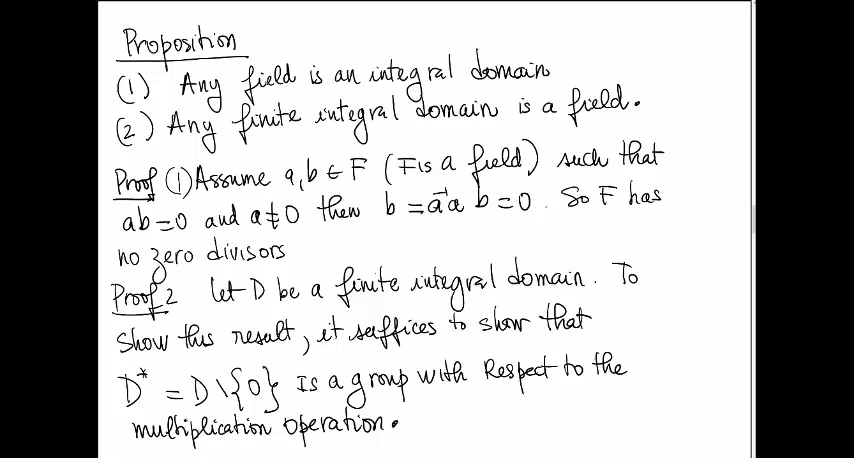 Proposition
(1) Any field is an integral domain
(2) Any finite integral domain is a field.
Proof (1) Assume a,b ∈ F (F is a field) such that
ab=0 and a≠0 then b = a⁻¹a b = 0. So F has
no zero divisors
Proof 2 Let D be a finite integral domain. To
show this result, it suffices to show that
D* = D\{0} is a group with Respect to the
multiplication operation.